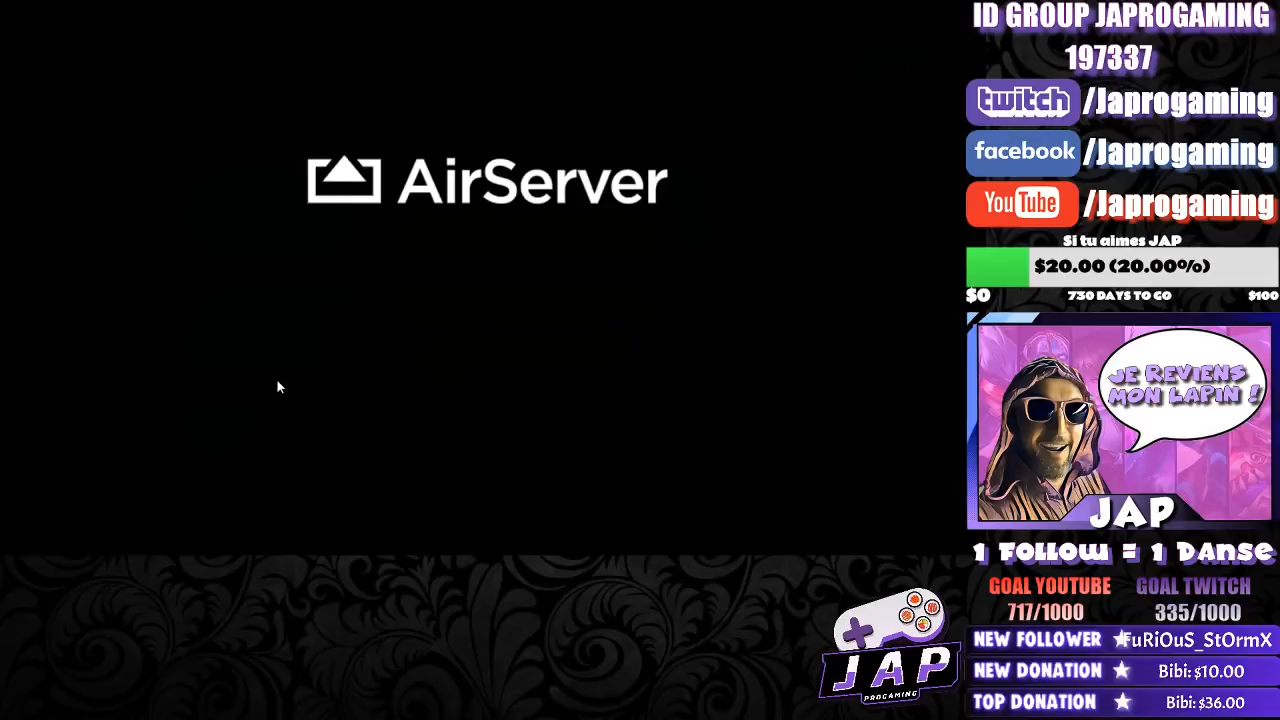 AirServer
ID GROUP JAPROGAMING
197337
twitch /Japrogaming
facebook /Japrogaming
YouTube /Japrogaming
Si tu aimes JAP
$20.00 (20.00%)
$0 730 DAYS TO GO $100
JE REVIENS
MON LAPIN !
JAP
1 Follow = 1 Danse
GOAL YOUTUBE GOAL TWITCH
717/1000 335/1000
NEW FOLLOWER FuRiOuS_StOrmX
NEW DONATION Bibi: $10.00
TOP DONATION Bibi: $36.00
JAP
PROGAMING